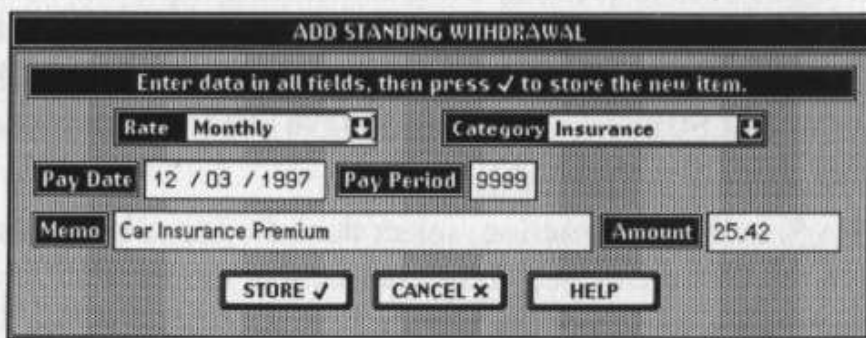 ADD STANDING WITHDRAWAL
Enter data in all fields, then press ✓ to store the new item.
Rate Monthly Category Insurance
Pay Date 12 / 03 / 1997 Pay Period 9999
Memo Car Insurance Premium Amount 25.42
STORE ✓ CANCEL ✗ HELP